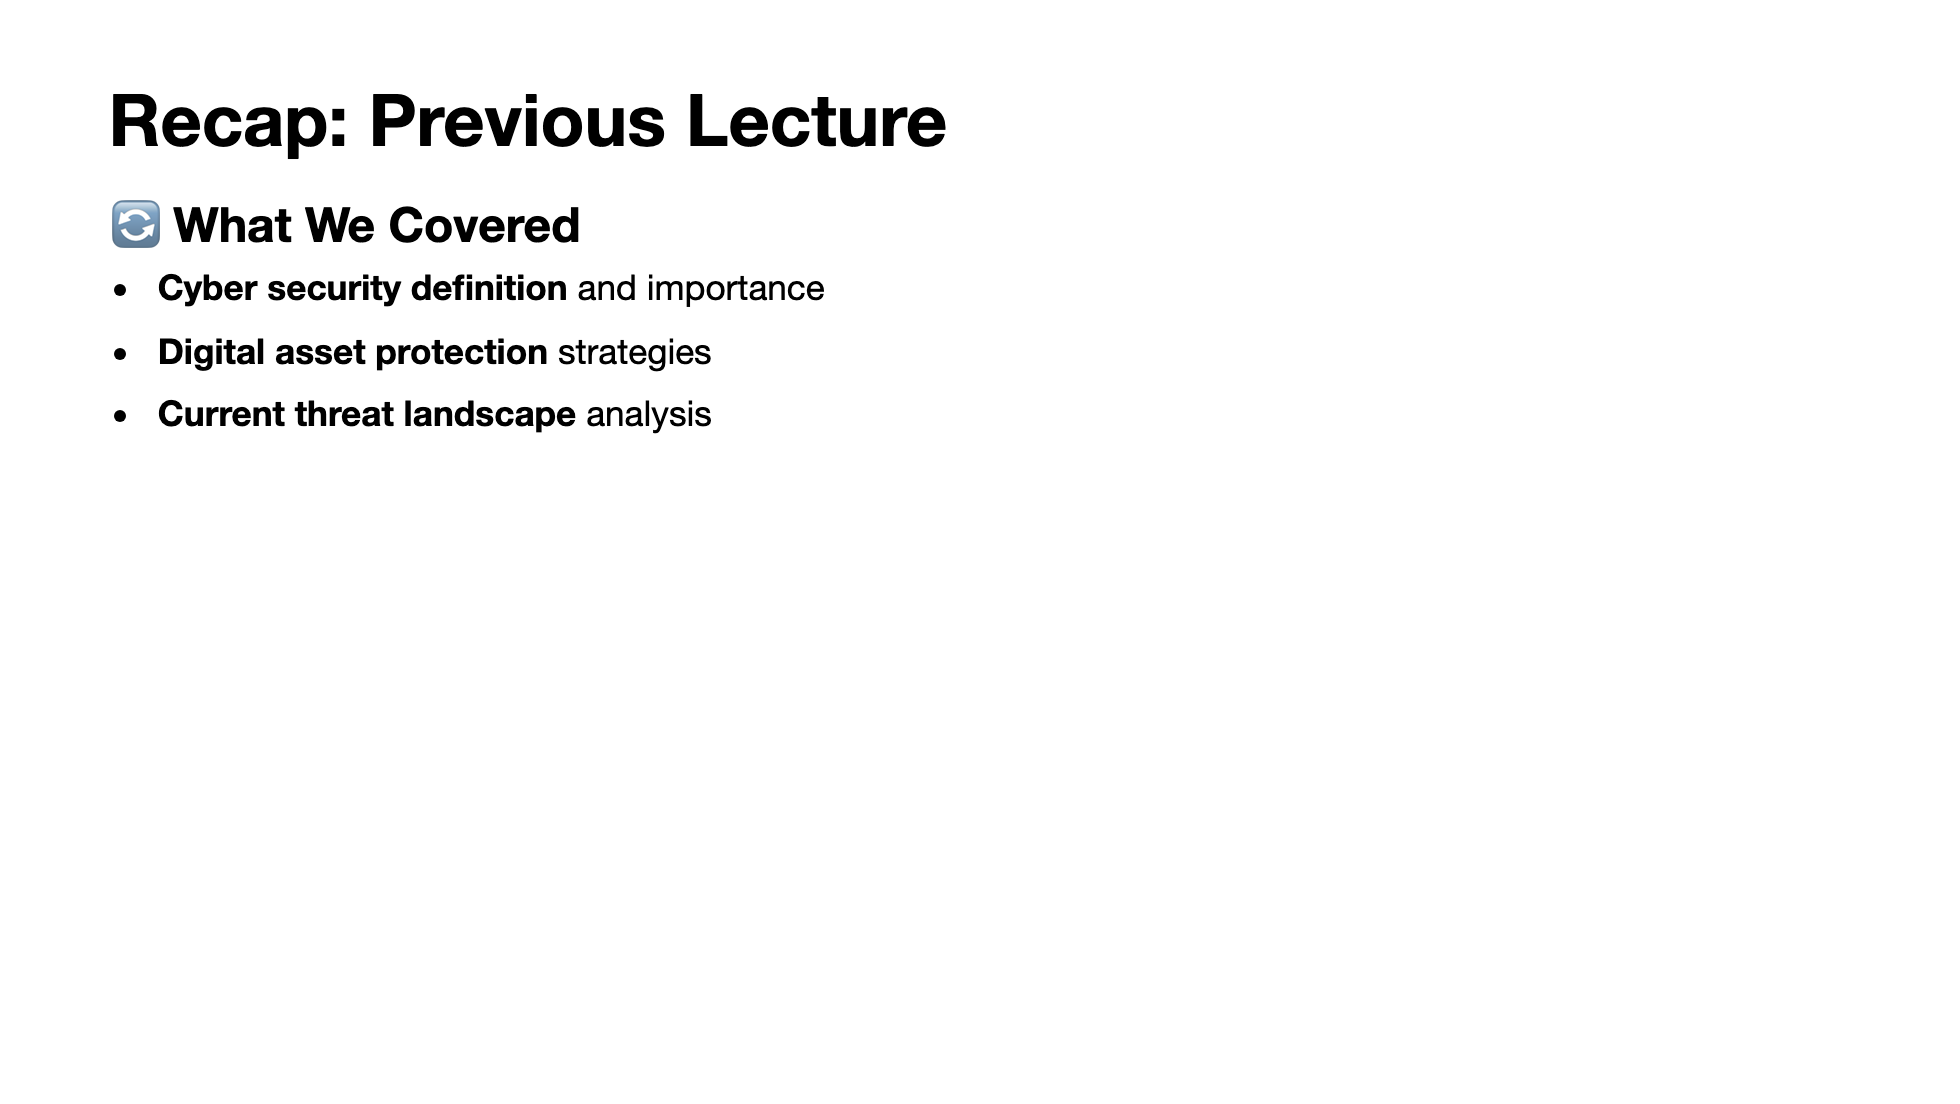 Recap: Previous Lecture
🔄 What We Covered
• Cyber security definition and importance
• Digital asset protection strategies
• Current threat landscape analysis